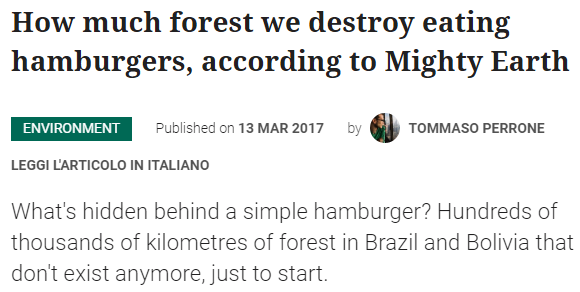 How much forest we destroy eating
hamburgers, according to Mighty Earth
ENVIRONMENT Published on 13 MAR 2017 by TOMMASO PERRONE
LEGGI L'ARTICOLO IN ITALIANO
What's hidden behind a simple hamburger? Hundreds of
thousands of kilometres of forest in Brazil and Bolivia that
don't exist anymore, just to start.